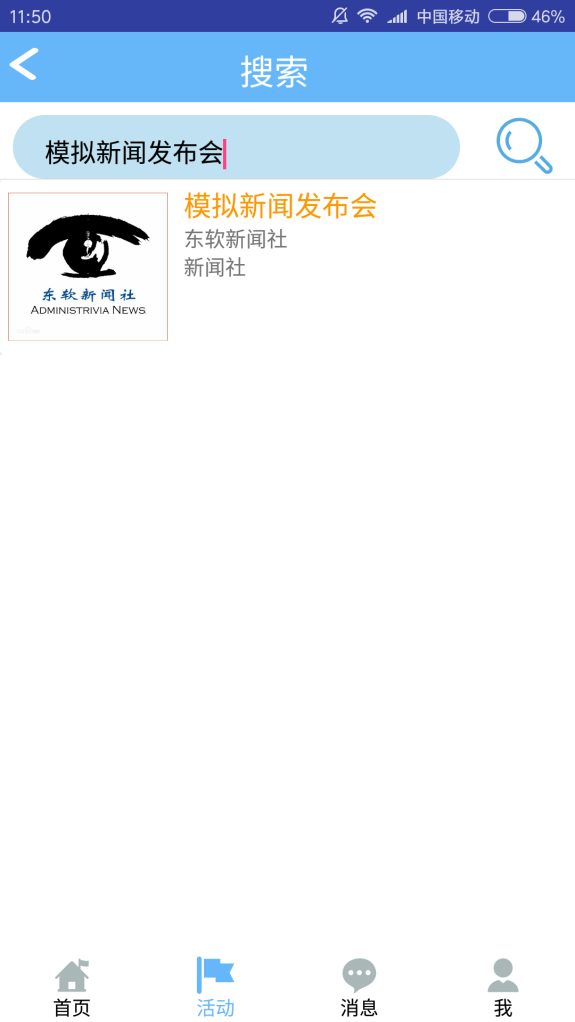 11:50 中国移动 46%
搜索
模拟新闻发布会
模拟新闻发布会
东软新闻社
新闻社
东软新闻社
ADMINISTRIVIA NEWS
首页 活动 消息 我